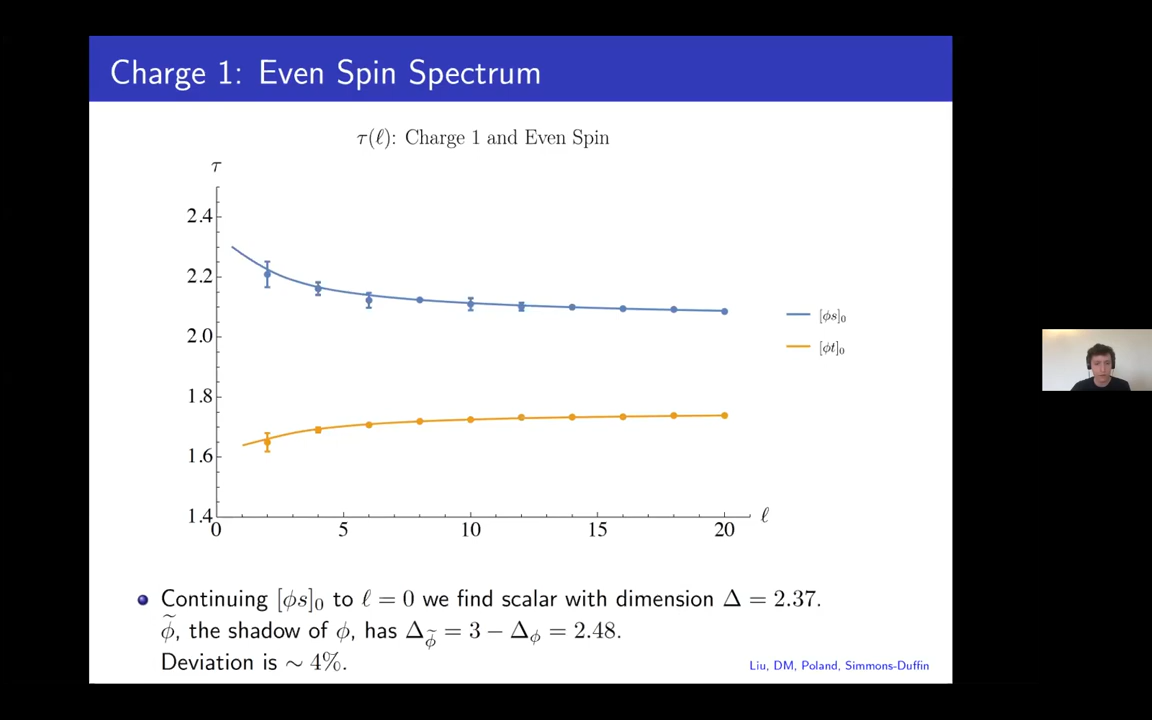 Charge 1: Even Spin Spectrum
τ(ℓ): Charge 1 and Even Spin
τ
2.4
2.2
2.0
1.8
1.6
1.4
0 5 10 15 20 ℓ
[ϕs]₀
[ϕt]₀
Continuing [ϕs]₀ to ℓ = 0 we find scalar with dimension Δ = 2.37.
ϕ̃, the shadow of ϕ, has Δ_ϕ̃ = 3 − Δ_ϕ = 2.48.
Deviation is ∼ 4%.
Liu, DM, Poland, Simmons-Duffin